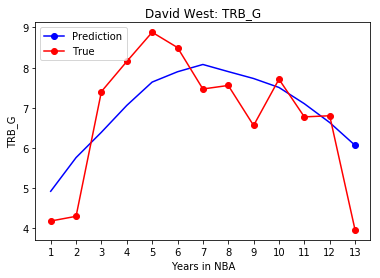 David West: TRB_G
Prediction
True
TRB_G
9
8
7
6
5
4
1 2 3 4 5 6 7 8 9 10 11 12 13
Years in NBA